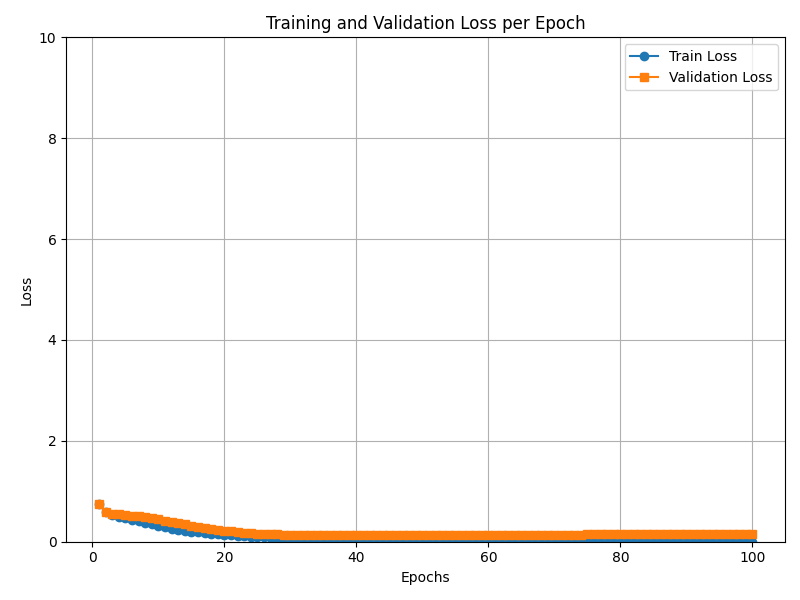 Training and Validation Loss per Epoch
Train Loss
Validation Loss
Loss
10
8
6
4
2
0
0 20 40 60 80 100
Epochs